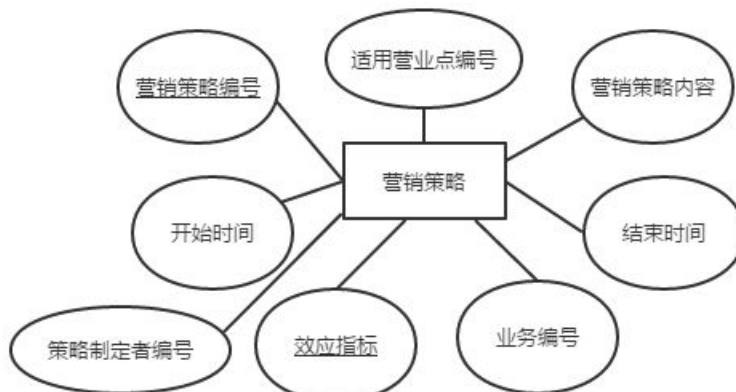 适用营业点编号
营销策略编号
营销策略内容
营销策略
开始时间
结束时间
策略制定者编号
效应指标
业务编号